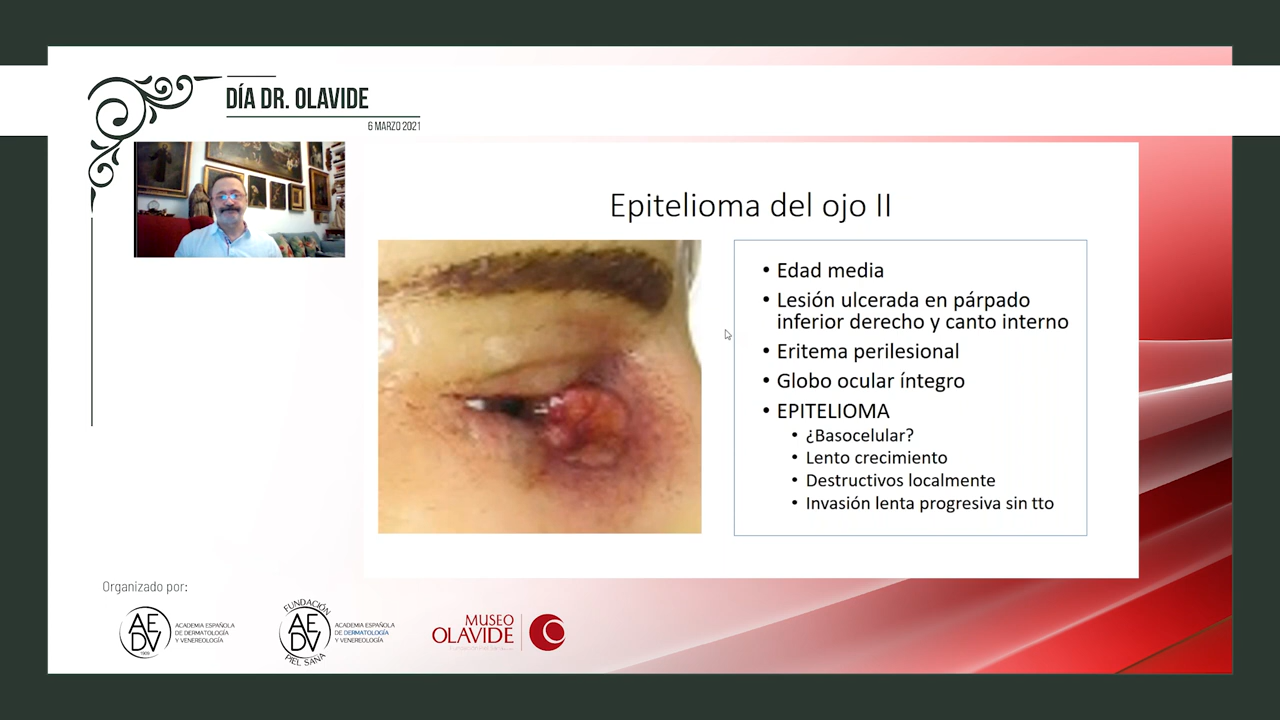 DÍA DR. OLAVIDE
6 MARZO 2021
Epitelioma del ojo II
• Edad media
• Lesión ulcerada en párpado
inferior derecho y canto interno
• Eritema perilesional
• Globo ocular íntegro
• EPITELIOMA
• ¿Basocelular?
• Lento crecimiento
• Destructivos localmente
• Invasión lenta progresiva sin tto
Organizado por:
AEDV
1909
ACADEMIA ESPAÑOLA
DE DERMATOLOGÍA
Y VENEREOLOGÍA
FUNDACIÓN
AEDV
PIEL SANA
ACADEMIA ESPAÑOLA
DE DERMATOLOGÍA
Y VENEREOLOGÍA
MUSEO
OLAVIDE